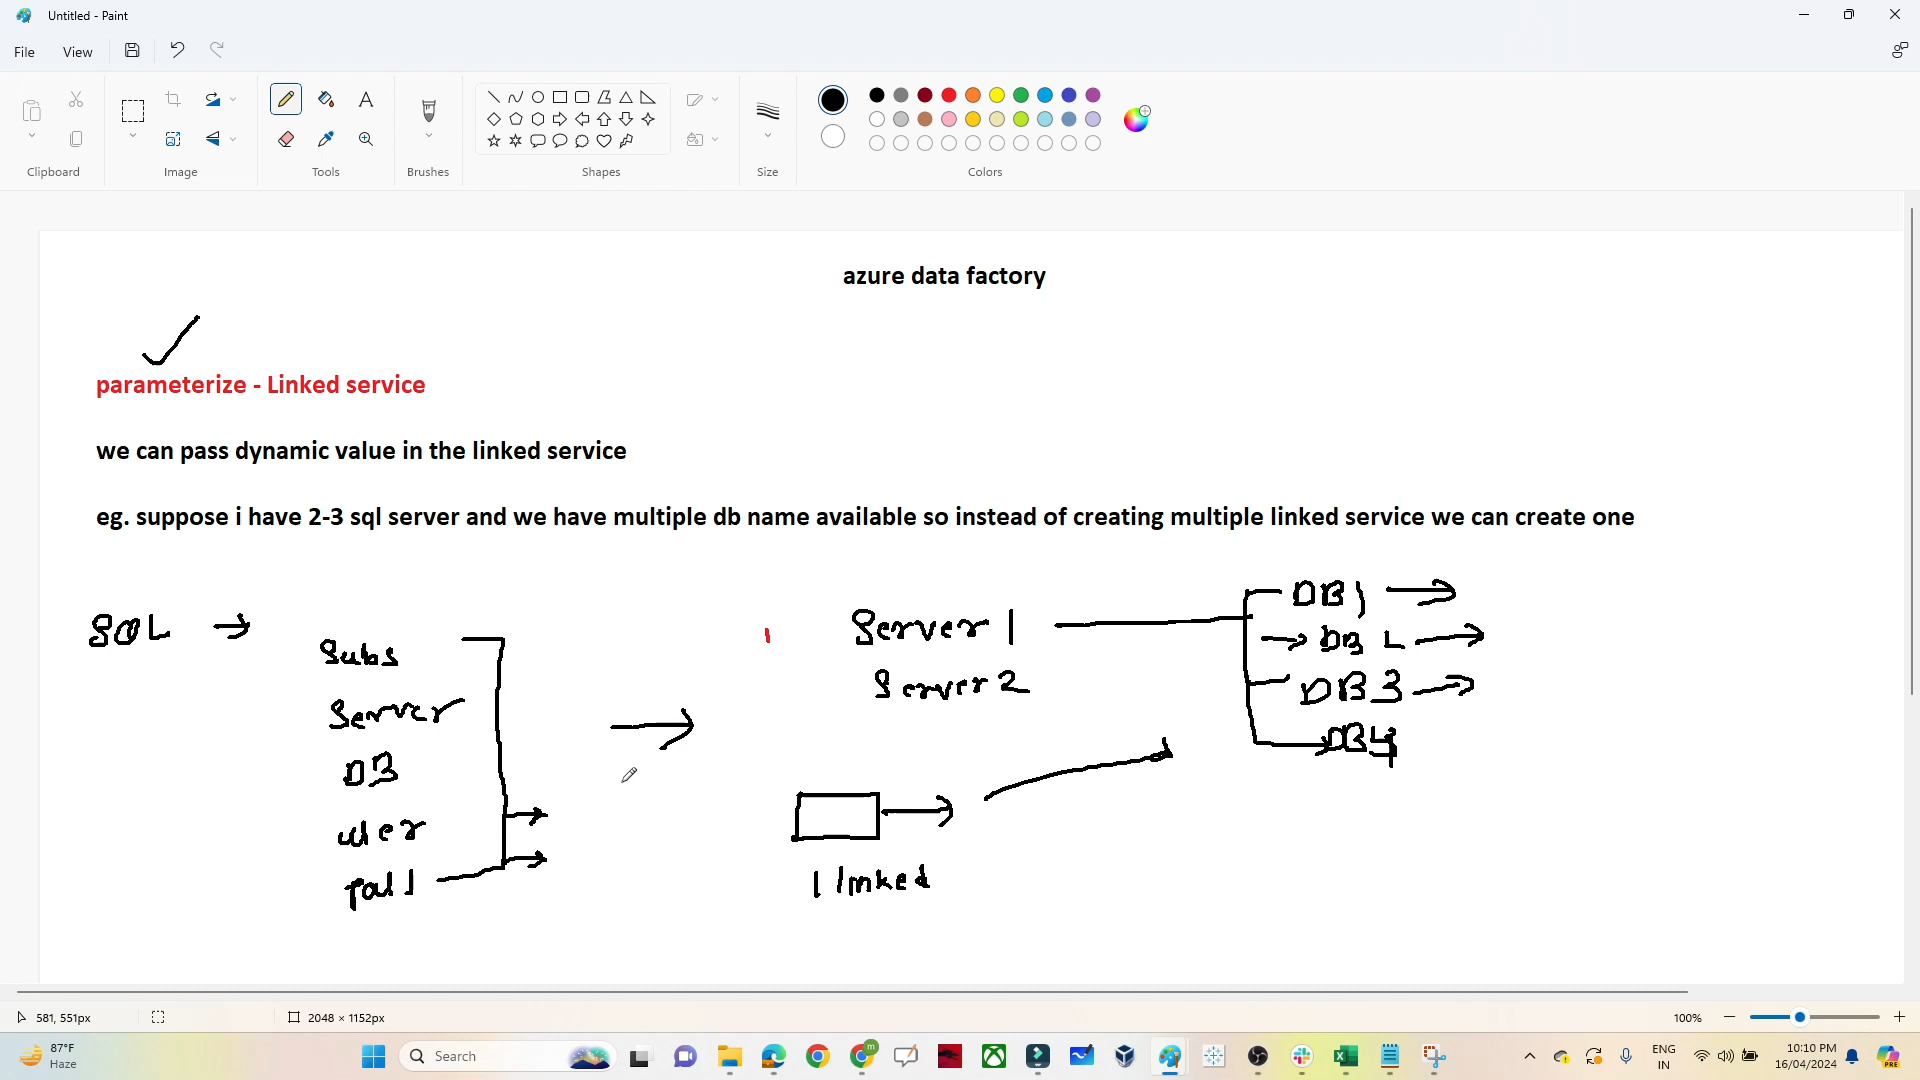 Untitled - Paint
File
View
Clipboard
Image
Tools
Brushes
Shapes
Size
Colors
azure data factory
parameterize - Linked service
we can pass dynamic value in the linked service
eg. suppose i have 2-3 sql server and we have multiple db name available so instead of creating multiple linked service we can create one
SQL
Subs
Server
DB
user
Server 1
Server 2
DB1
DB 2
DB3
DB4
1 linked
581, 551px
2048 × 1152px
100%
87°F
Haze
Search
m
ENG
IN
10:10 PM
16/04/2024
PRE